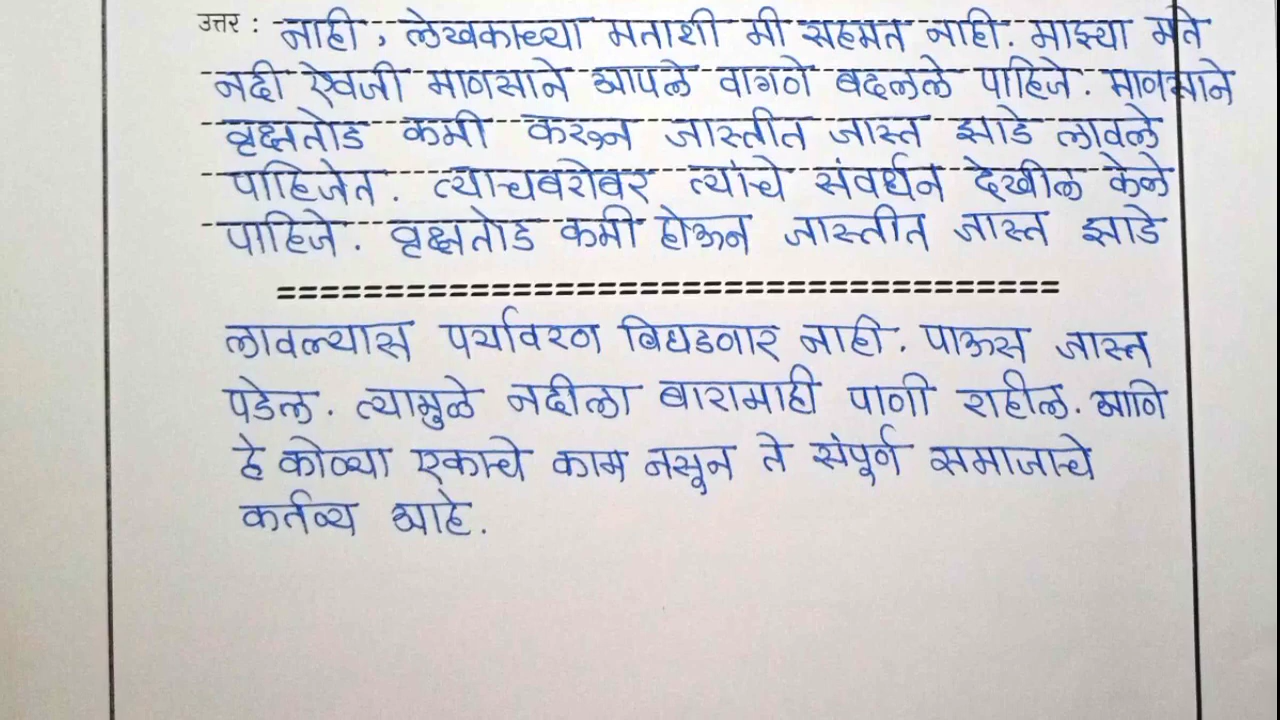 उत्तर : नाही, लेखकाच्या मताशी मी सहमत नाही. माझ्या मते
नदी ऐवजी माणसाने आपले वागणे बदलले पाहिजे. माणसाने
वृक्षतोड कमी करून जास्तीत जास्त झाडे लावले
पाहिजेत. त्याचबरोबर त्यांचे संवर्धन देखील केले
पाहिजे. वृक्षतोड कमी होऊन जास्तीत जास्त झाडे
====================================
लावल्यास पर्यावरण बिघडणार नाही. पाऊस जास्त
पडेल. त्यामुळे नदीला बारामाही पाणी राहील. आणि
हे कोण्या एकाचे काम नसून ते संपूर्ण समाजाचे
कर्तव्य आहे.